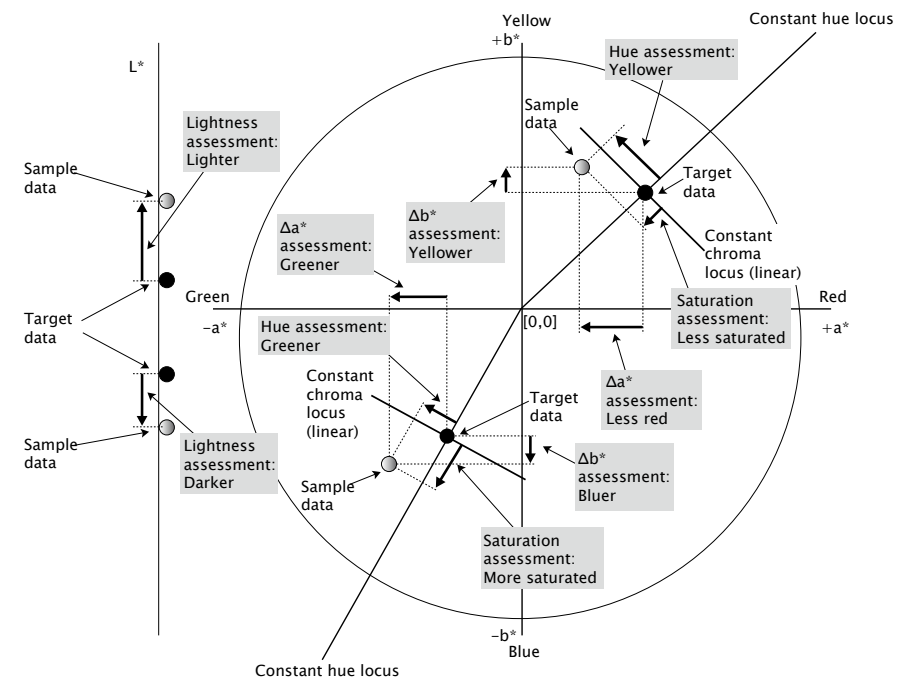 Constant hue locus
Yellow
+b*
L*
Hue assessment:
Yellower
Sample
data
Lightness
assessment:
Lighter
Sample
data
Target
data
Δb*
assessment:
Yellower
Δa*
assessment:
Greener
Constant
chroma
locus (linear)
Green
–a*
Red
+a*
[0,0]
Saturation
assessment:
Less saturated
Target
data
Hue assessment:
Greener
Constant
chroma
locus
(linear)
Δa*
assessment:
Less red
Target
data
Sample
data
Lightness
assessment:
Darker
Δb*
assessment:
Bluer
Sample
data
Saturation
assessment:
More saturated
–b*
Blue
Constant hue locus